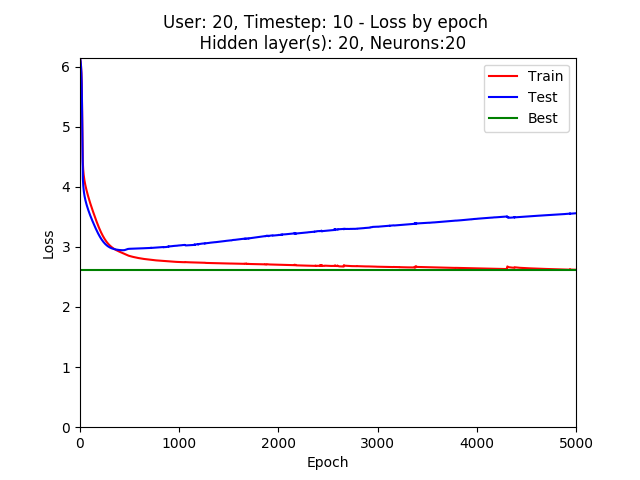 User: 20, Timestep: 10 - Loss by epoch
Hidden layer(s): 20, Neurons:20
Train
Test
Best
Loss
6
5
4
3
2
1
0
0 1000 2000 3000 4000 5000
Epoch